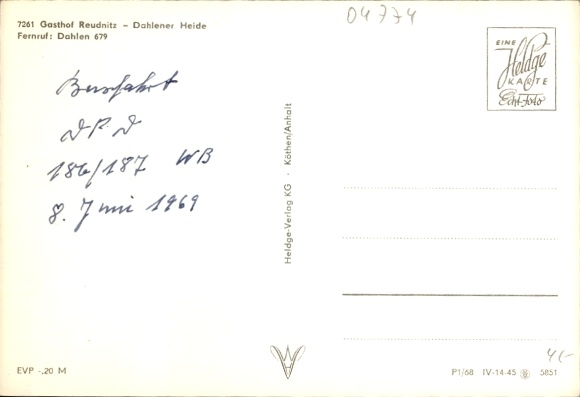 04774
7261 Gasthof Reudnitz – Dahlener Heide
Fernruf: Dahlen 679
EINE
Heldge
KARTE
Echt-Foto
Busfahrt
DRD
186/187 WB
8. Juni 1969
Heldge-Verlag KG · Köthen/Anhalt
4,-
EVP -,20 M
P1/68 IV-14-45 5851